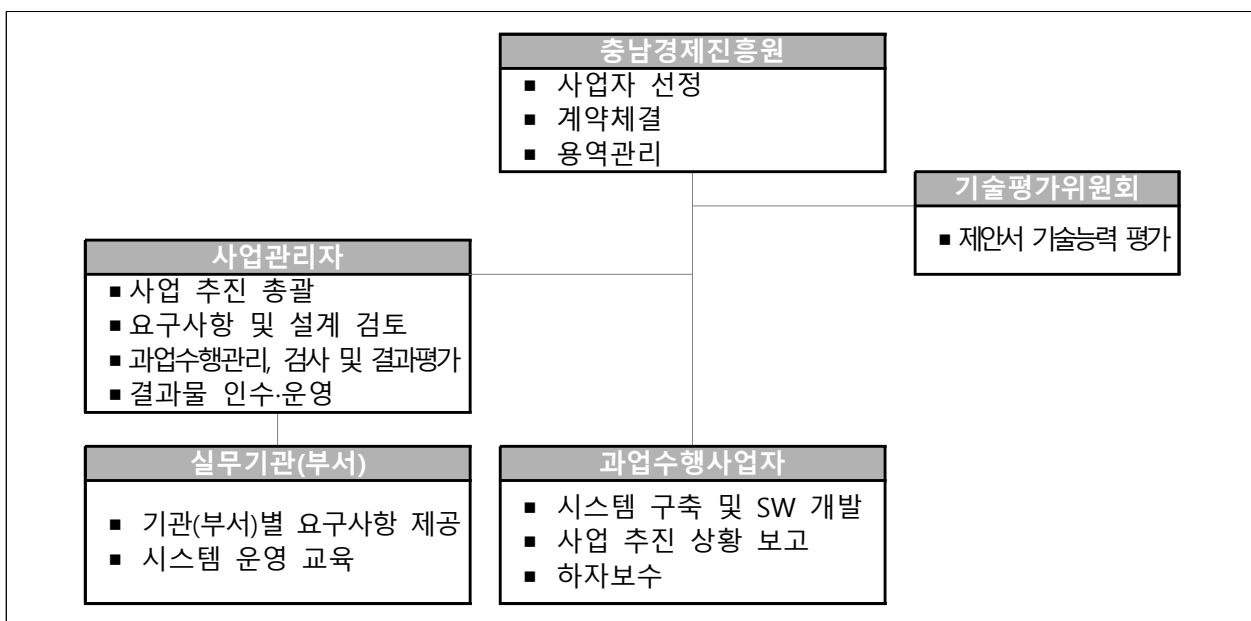 충남경제진흥원
■ 사업자 선정
■ 계약체결
■ 용역관리
기술평가위원회
■ 제안서 기술능력 평가
사업관리자
■ 사업 추진 총괄
■ 요구사항 및 설계 검토
■ 과업수행관리, 검사 및 결과평가
■ 결과물 인수·운영
실무기관(부서)
■ 기관(부서)별 요구사항 제공
■ 시스템 운영 교육
과업수행사업자
■ 시스템 구축 및 SW 개발
■ 사업 추진 상황 보고
■ 하자보수